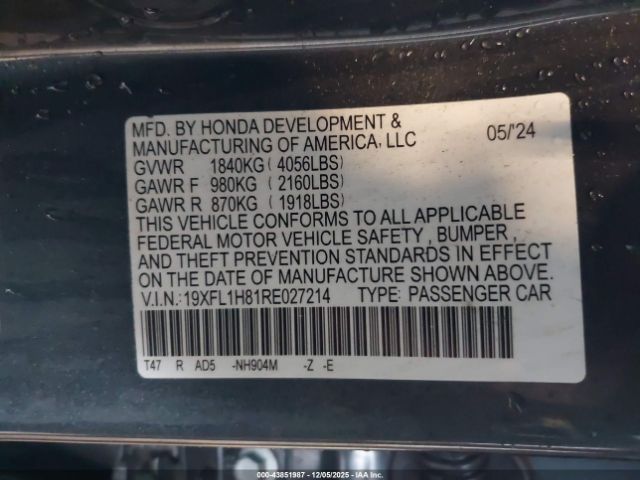 MFD. BY HONDA DEVELOPMENT &
MANUFACTURING OF AMERICA, LLC 05/'24
GVWR 1840KG ( 4056LBS )
GAWR F 980KG ( 2160LBS )
GAWR R 870KG ( 1918LBS )
THIS VEHICLE CONFORMS TO ALL APPLICABLE
FEDERAL MOTOR VEHICLE SAFETY , BUMPER ,
AND THEFT PREVENTION STANDARDS IN EFFECT
ON THE DATE OF MANUFACTURE SHOWN ABOVE.
V.I.N.:19XFL1H81RE027214 TYPE: PASSENGER CAR
T47 R AD5 -NH904M -Z -E
000-43851987 - 12/05/2025 - IAAI.COM